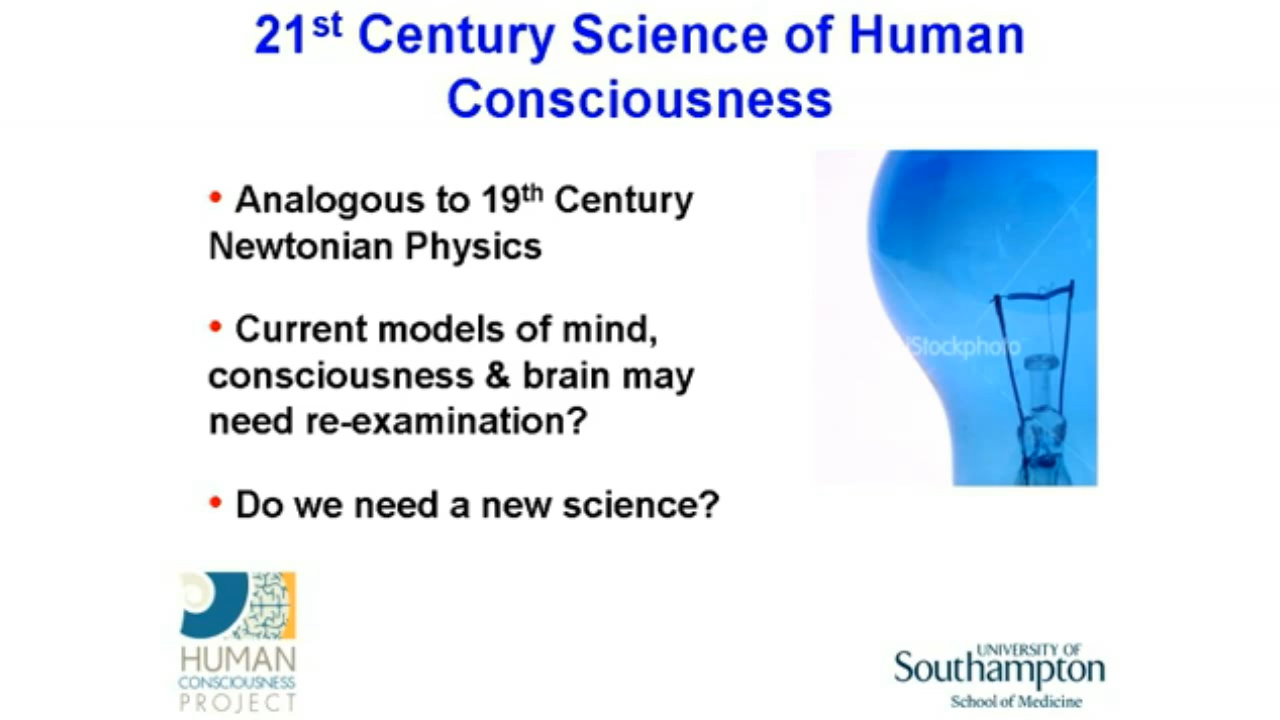 21st Century Science of Human
Consciousness
• Analogous to 19th Century
Newtonian Physics
• Current models of mind,
consciousness & brain may
need re-examination?
• Do we need a new science?
iStockphoto
HUMAN
CONSCIOUSNESS
PROJECT
UNIVERSITY OF
Southampton
School of Medicine